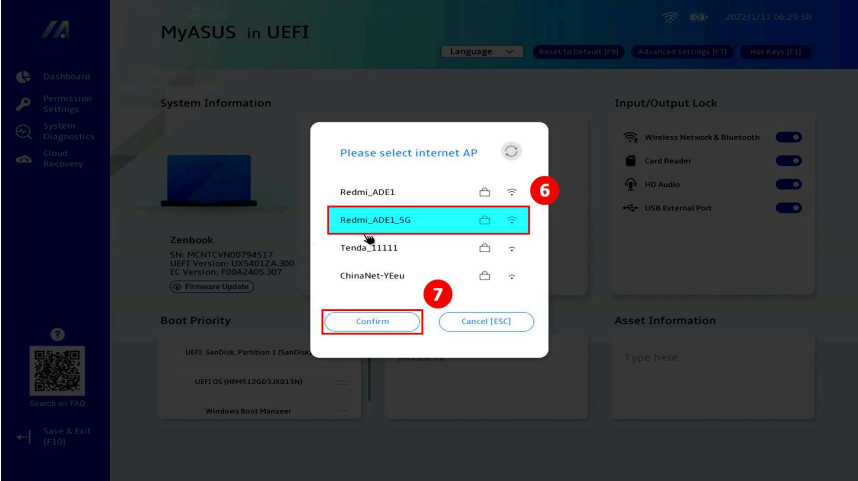 MyASUS in UEFI
2022/1/17 06:29:58
Language
Reset to Default [F9]
Advanced Settings [F7]
Hot Keys [F1]
Dashboard
Permission
Settings
System
Diagnostics
Cloud
Recovery
System Information
Input/Output Lock
Wireless Network & Bluetooth
Card Reader
HD Audio
USB External Port
Please select internet AP
Redmi_ADE1
6
Redmi_ADE1_5G
Tenda_11111
ChinaNet-YEeu
7
Confirm
Cancel [ESC]
Zenbook
SN: MCNTCVN00794517
UEFI Version: UX5401ZA.300
EC Version: F00A2405.307
Firmware Update
Boot Priority
UEFI: SanDisk, Partition 1 (SanDisk
UEFI OS (HFM512GD3JX013N)
Windows Boot Manager
Asset Information
Type here
?
Search on FAQ
Save & Exit
[F10]